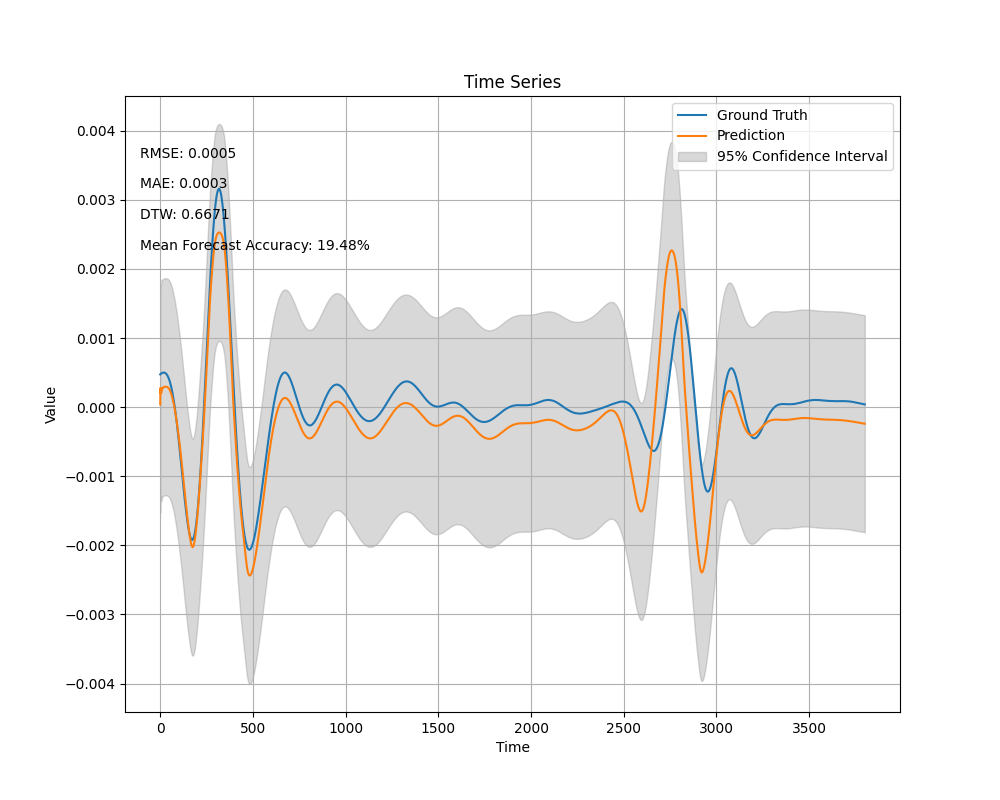 Time Series
Ground Truth
Prediction
95% Confidence Interval
RMSE: 0.0005
MAE: 0.0003
DTW: 0.6671
Mean Forecast Accuracy: 19.48%
Value
0.004
0.003
0.002
0.001
0.000
−0.001
−0.002
−0.003
−0.004
0 500 1000 1500 2000 2500 3000 3500
Time